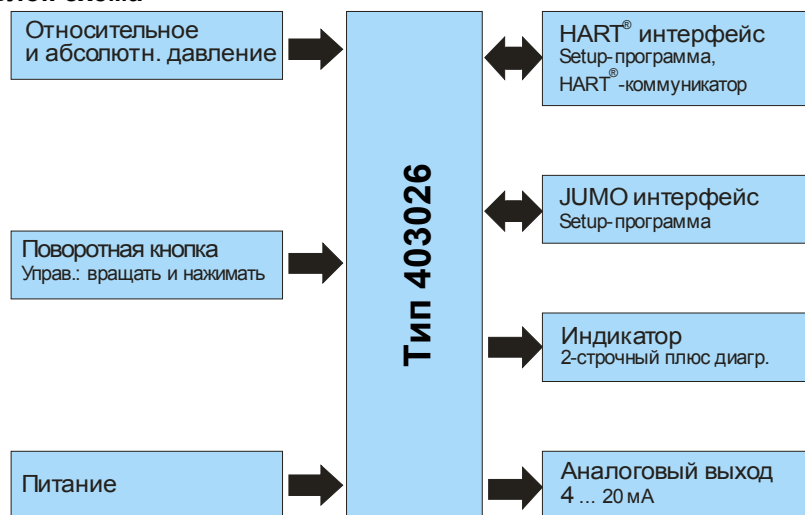 Относительное
и абсолютн. давление
Поворотная кнопка
Управ.: вращать и нажимать
Питание
Тип 403026
HART® интерфейс
Setup-программа,
HART®-коммуникатор
JUMO интерфейс
Setup-программа
Индикатор
2-строчный плюс диагр.
Аналоговый выход
4 ... 20 мА